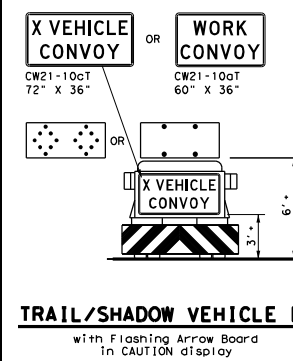 X VEHICLE
CONVOY
OR
WORK
CONVOY
CW21-10cT
72" X 36"
CW21-10aT
60" X 36"
OR
X VEHICLE
CONVOY
3'+
6'+
TRAIL/SHADOW VEHICLE
with Flashing Arrow Board
in CAUTION display